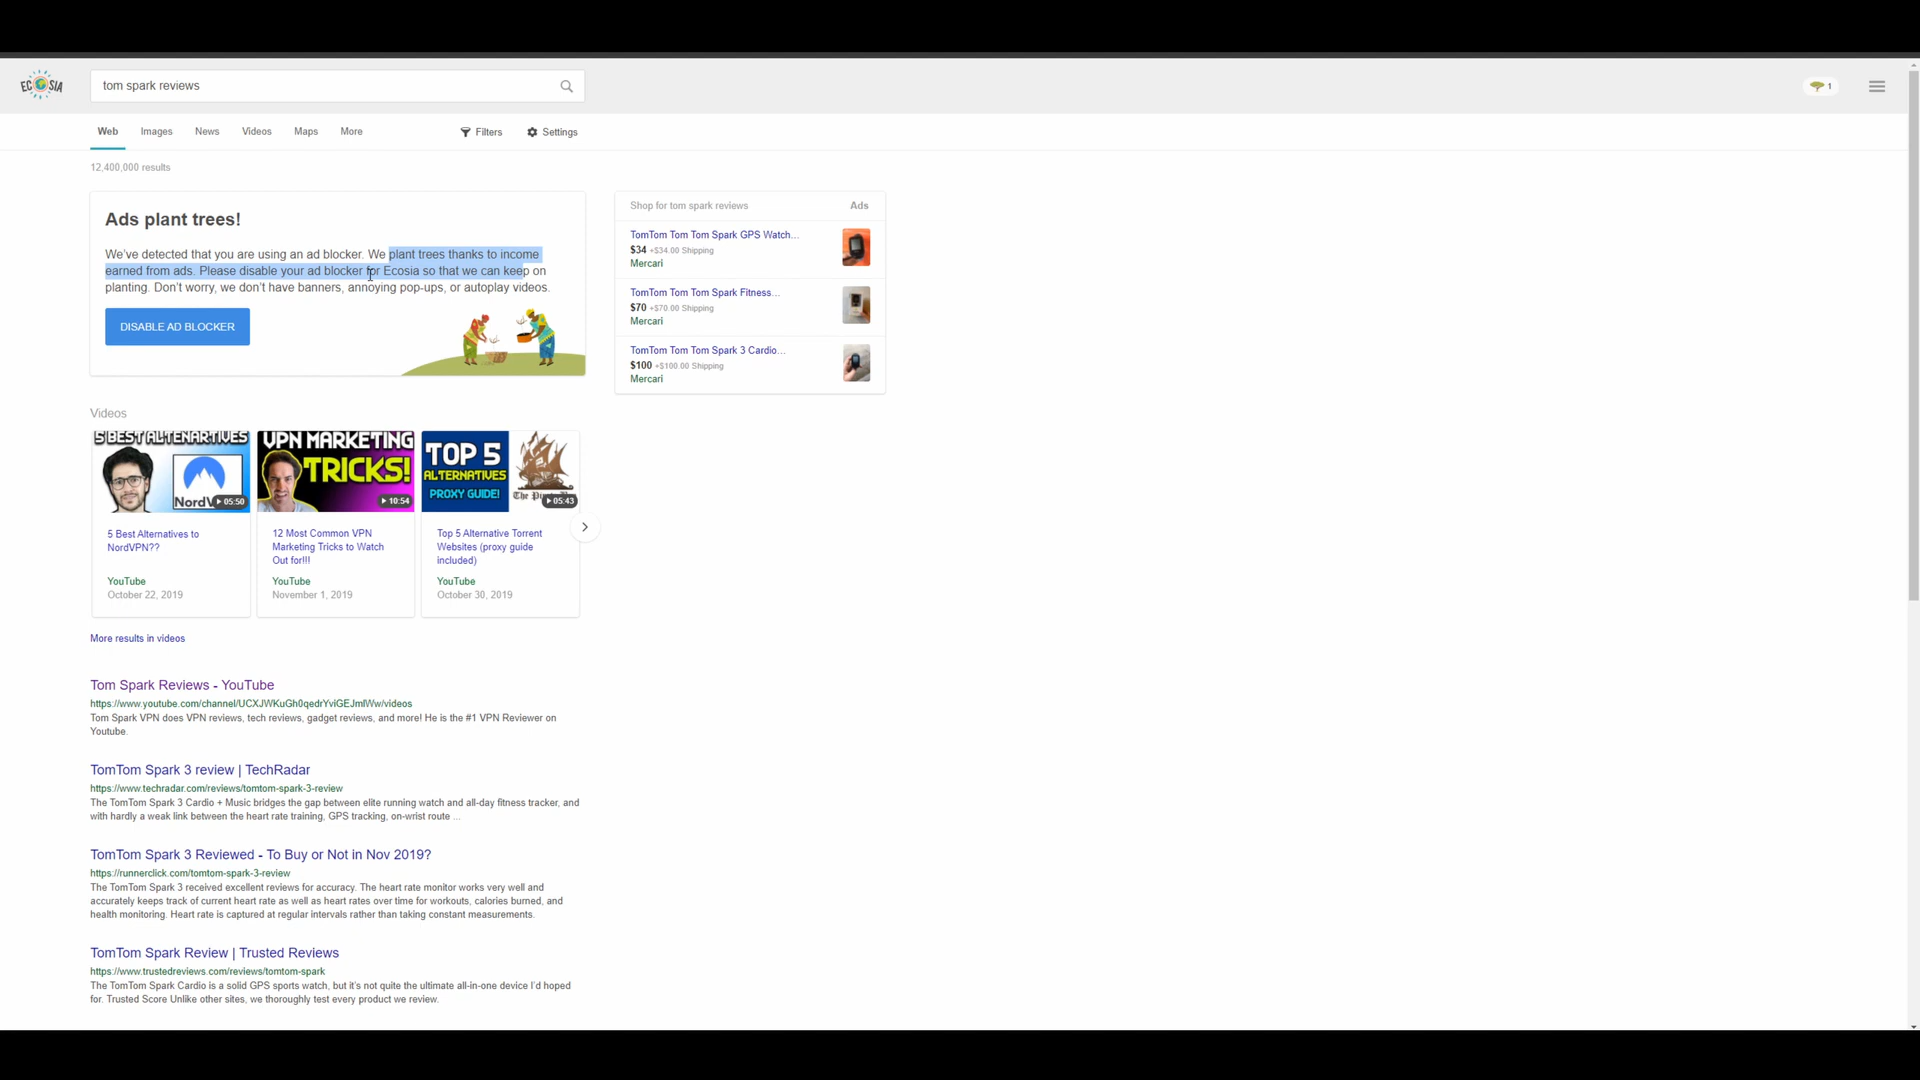 ECOSIA
tom spark reviews
1
Web
Images
News
Videos
Maps
More
Filters
Settings
12,400,000 results
Ads plant trees!
We've detected that you are using an ad blocker. We plant trees thanks to income
earned from ads. Please disable your ad blocker for Ecosia so that we can keep on
planting. Don't worry, we don't have banners, annoying pop-ups, or autoplay videos.
DISABLE AD BLOCKER
Shop for tom spark reviews
Ads
TomTom Tom Tom Spark GPS Watch...
$34 +$34.00 Shipping
Mercari
TomTom Tom Tom Spark Fitness...
$70 +$70.00 Shipping
Mercari
TomTom Tom Tom Spark 3 Cardio...
$100 +$100.00 Shipping
Mercari
Videos
5 BEST ALTENARTIVES
05:50
5 Best Alternatives to
NordVPN??
YouTube
October 22, 2019
VPN MARKETING
TRICKS!
10:54
12 Most Common VPN
Marketing Tricks to Watch
Out for!!!
YouTube
November 1, 2019
TOP 5
ALTERNATIVES
PROXY GUIDE!
05:43
Top 5 Alternative Torrent
Websites (proxy guide
included)
YouTube
October 30, 2019
More results in videos
Tom Spark Reviews - YouTube
https://www.youtube.com/channel/UCXJWKuGh0qedrYviGEJmlWw/videos
Tom Spark VPN does VPN reviews, tech reviews, gadget reviews, and more! He is the #1 VPN Reviewer on
Youtube.
TomTom Spark 3 review | TechRadar
https://www.techradar.com/reviews/tomtom-spark-3-review
The TomTom Spark 3 Cardio + Music bridges the gap between elite running watch and all-day fitness tracker, and
with hardly a weak link between the heart rate training, GPS tracking, on-wrist route ...
TomTom Spark 3 Reviewed - To Buy or Not in Nov 2019?
https://runnerclick.com/tomtom-spark-3-review
The TomTom Spark 3 received excellent reviews for accuracy. The heart rate monitor works very well and
accurately keeps track of current heart rate as well as heart rates over time for workouts, calories burned, and
health monitoring. Heart rate is captured at regular intervals rather than taking constant measurements.
TomTom Spark Review | Trusted Reviews
https://www.trustedreviews.com/reviews/tomtom-spark
The TomTom Spark Cardio is a solid GPS sports watch, but it's not quite the ultimate all-in-one device I'd hoped
for. Trusted Score Unlike other sites, we thoroughly test every product we review.